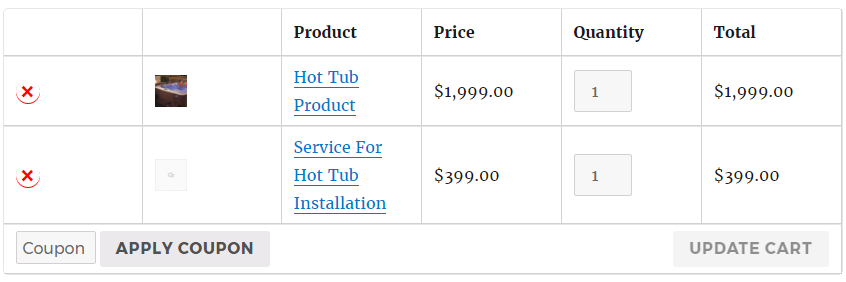 Product Price Quantity Total
× Hot Tub
Product $1,999.00 1 $1,999.00
× Service For
Hot Tub
Installation $399.00 1 $399.00
Coupon APPLY COUPON UPDATE CART